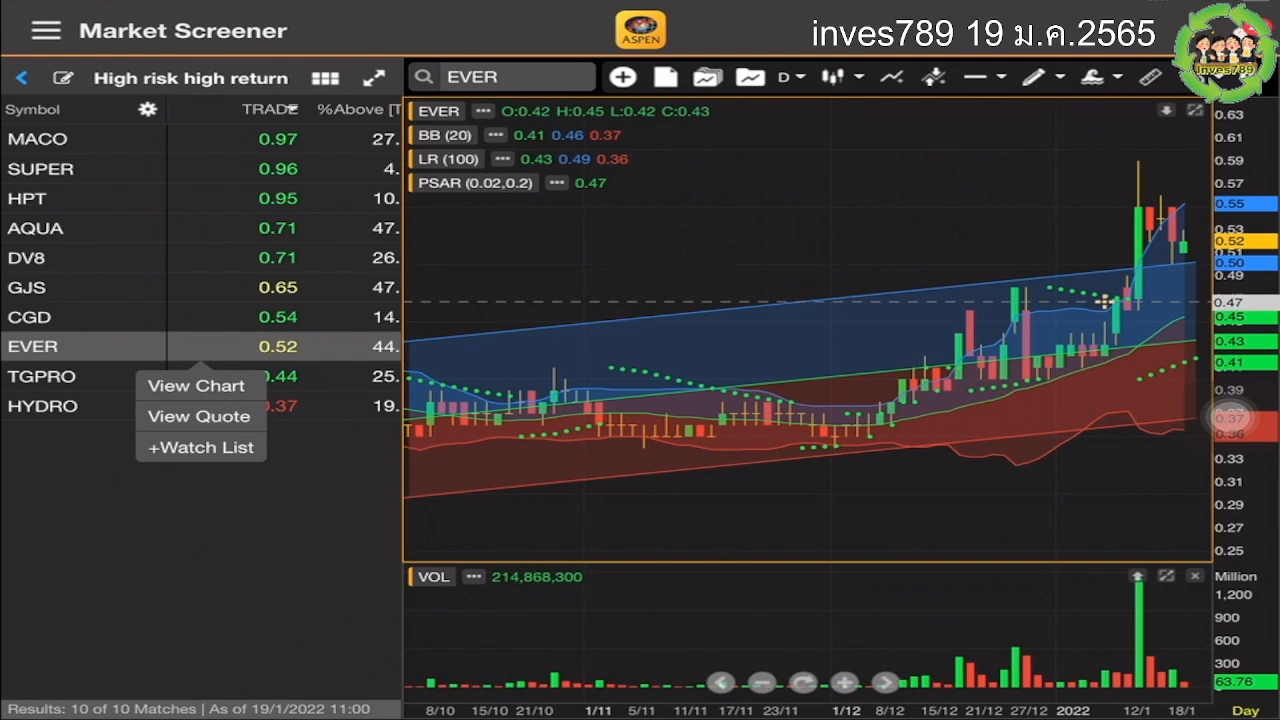 Market Screener
ASPEN
inves789 19 ม.ค.2565
Inves789
High risk high return
EVER
D
Symbol TRADE %Above [T
MACO 0.97 27.
SUPER 0.96 4.
HPT 0.95 10.
AQUA 0.71 47.
DV8 0.71 26.
GJS 0.65 47.
CGD 0.54 14.
EVER 0.52 44.
TGPRO 0.44 25.
HYDRO 0.37 19.
View Chart
View Quote
+Watch List
Results: 10 of 10 Matches | As of 19/1/2022 11:00
EVER O:0.42 H:0.45 L:0.42 C:0.43
BB (20) 0.41 0.46 0.37
LR (100) 0.43 0.49 0.36
PSAR (0.02,0.2) 0.47
0.63
0.61
0.59
0.57
0.55
0.53
0.52
0.51
0.50
0.49
0.47
0.45
0.43
0.41
0.39
0.37
0.36
0.33
0.31
0.29
0.27
0.25
VOL 214,868,300
Million
1,200
900
600
300
63.76
8/10 15/10 21/10 1/11 5/11 11/11 17/11 23/11 1/12 8/12 15/12 21/12 27/12 2022 12/1 18/1 Day